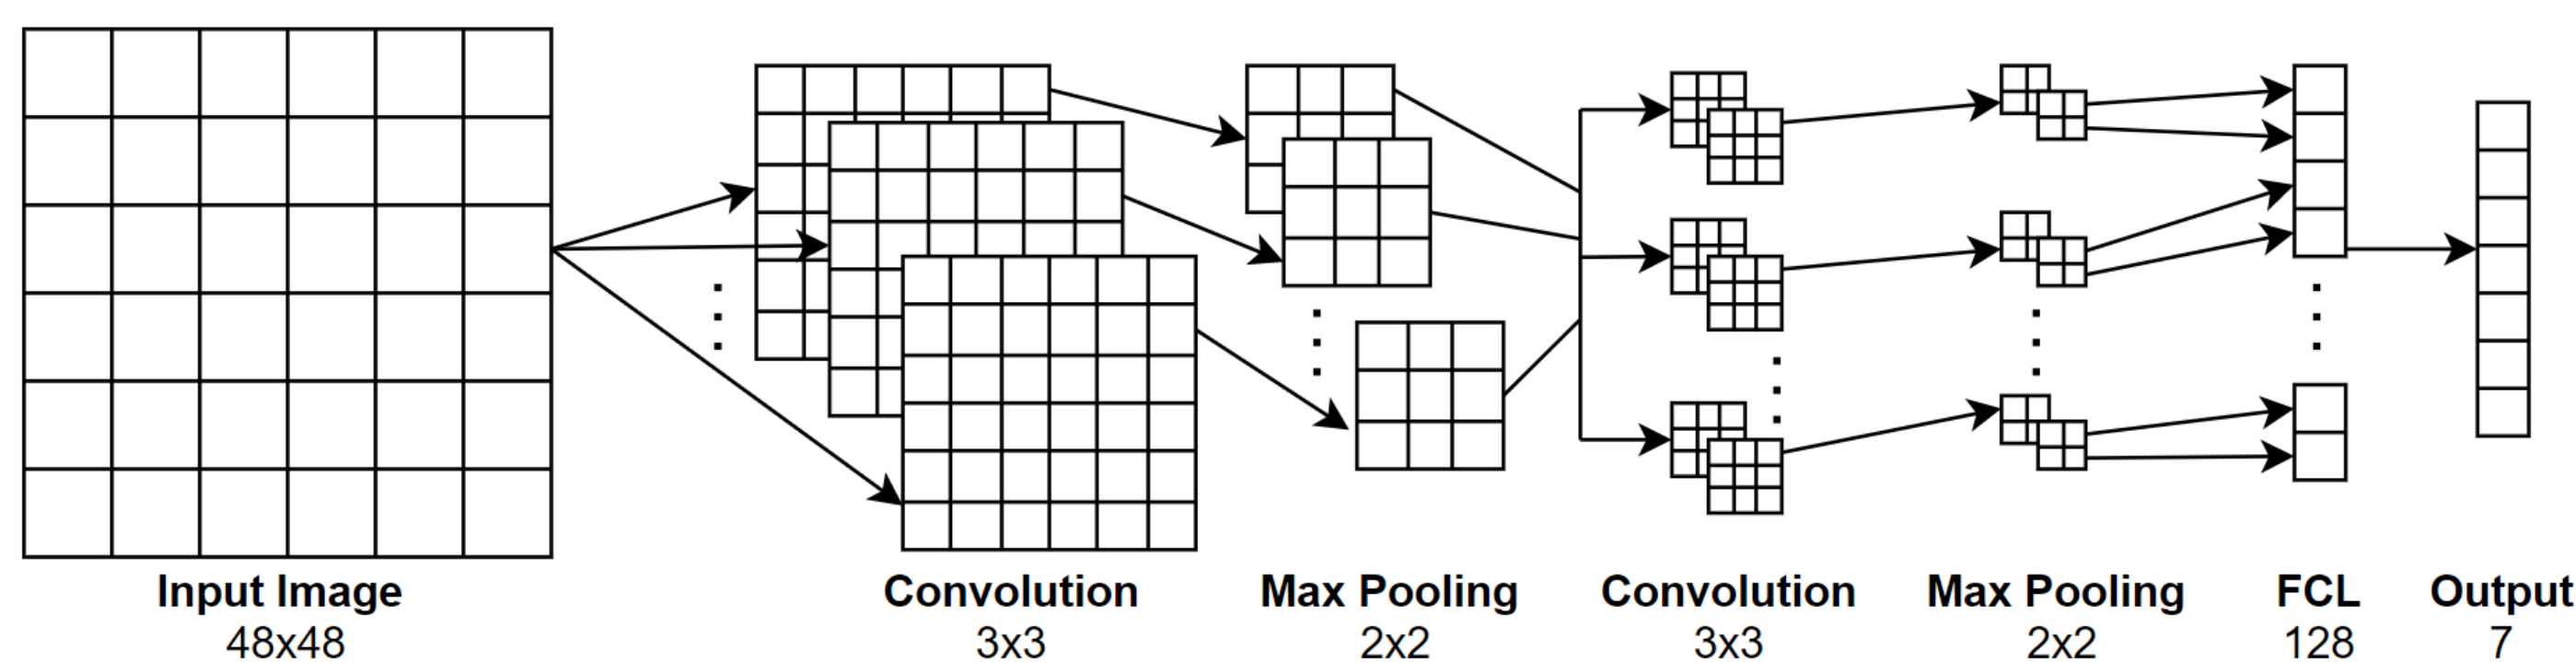 Input Image
48x48
Convolution
3x3
Max Pooling
2x2
Convolution
3x3
Max Pooling
2x2
FCL
128
Output
7